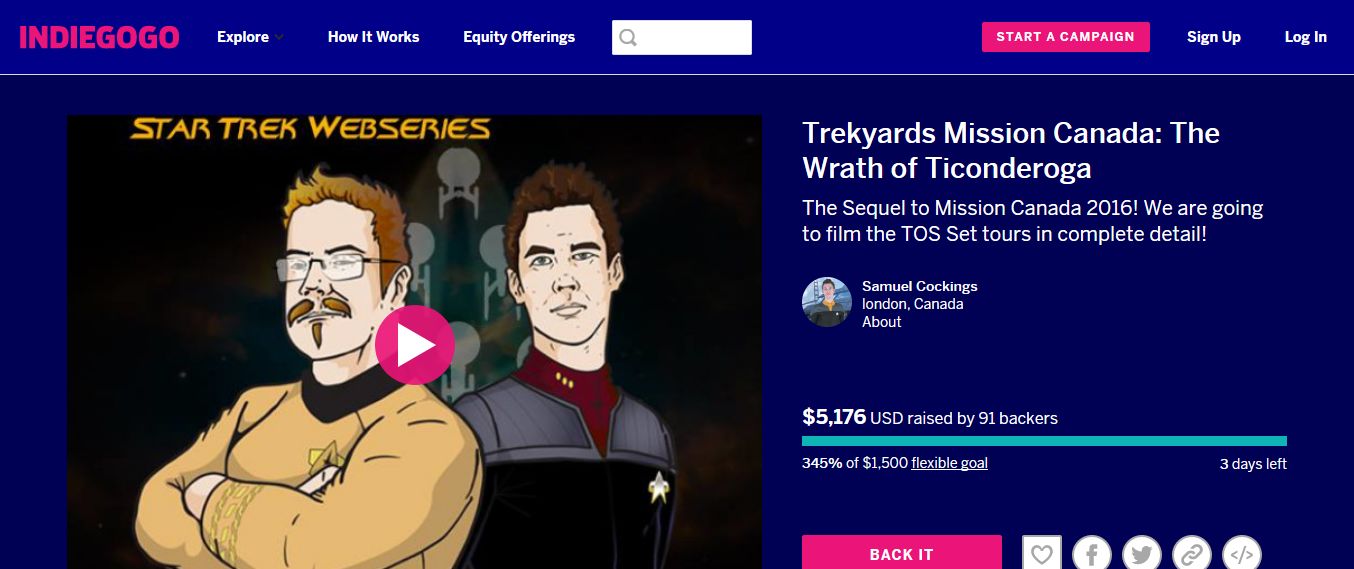 INDIEGOGO
Explore
How It Works
Equity Offerings
START A CAMPAIGN
Sign Up
Log In
STAR TREK WEBSERIES
Trekyards Mission Canada: The
Wrath of Ticonderoga
The Sequel to Mission Canada 2016! We are going
to film the TOS Set tours in complete detail!
Samuel Cockings
london, Canada
About
$5,176 USD raised by 91 backers
345% of $1,500 flexible goal
3 days left
BACK IT